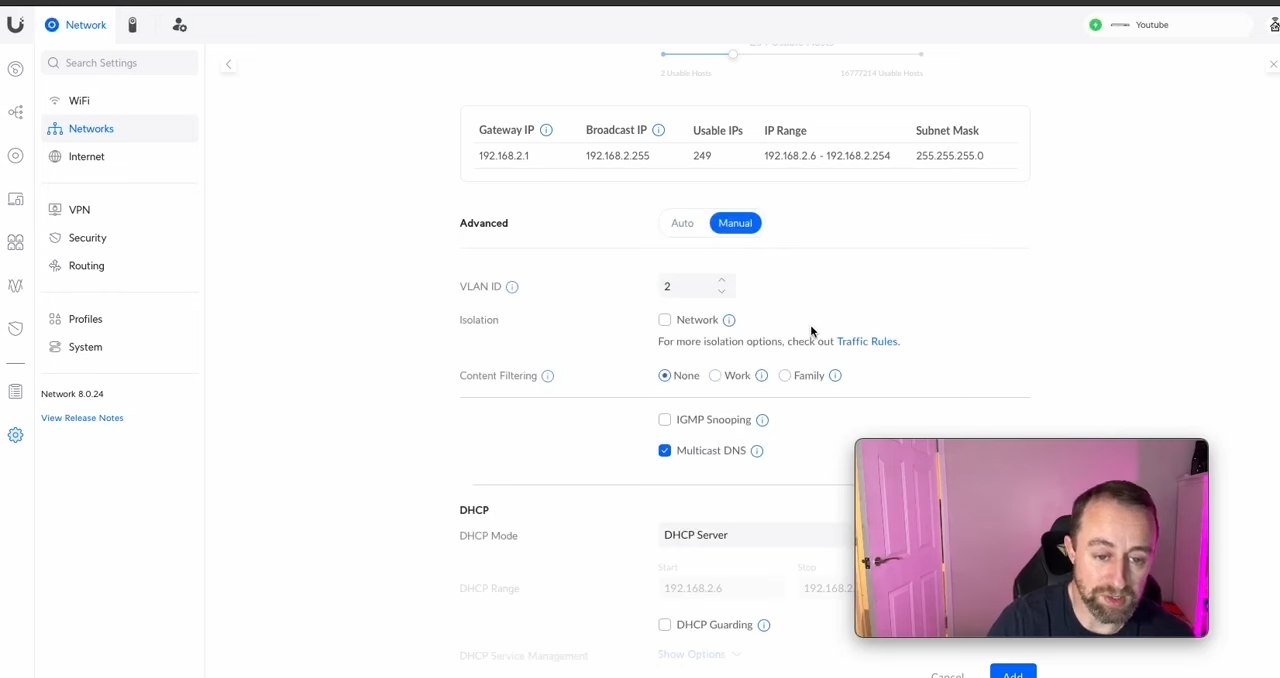 Network
Youtube
Search Settings
2 Usable Hosts 16777214 Usable Hosts
WiFi
Networks
Internet
VPN
Security
Routing
Profiles
System
Network 8.0.24
View Release Notes
Gateway IP Broadcast IP Usable IPs IP Range Subnet Mask
192.168.2.1 192.168.2.255 249 192.168.2.6 - 192.168.2.254 255.255.255.0
Advanced Auto Manual
VLAN ID 2
Isolation Network
For more isolation options, check out Traffic Rules.
Content Filtering None Work Family
IGMP Snooping
Multicast DNS
DHCP
DHCP Mode DHCP Server
Start Stop
DHCP Range 192.168.2.6 192.168.2.
DHCP Guarding
DHCP Service Management Show Options
Cancel Add